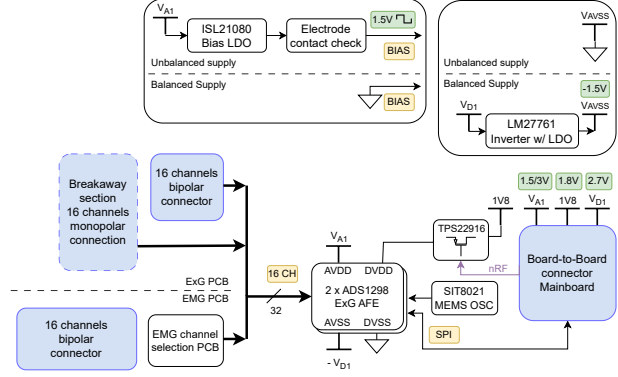 VA1
ISL21080
Bias LDO
Electrode
contact check
1.5V
BIAS
Unbalanced supply
Balanced Supply
BIAS
VAVSS
Unbalanced supply
Balanced Supply
-1.5V
VD1
VAVSS
LM27761
Inverter w/ LDO
Breakaway
section
16 channels
monopolar
connection
16 channels
bipolar
connector
ExG PCB
EMG PCB
16 channels
bipolar
connector
EMG channel
selection PCB
16 CH
32
VA1
AVDD DVDD
2 x ADS1298
ExG AFE
AVSS DVSS
- VD1
TPS22916
1V8
nRF
SIT8021
MEMS OSC
SPI
1.5/3V
1.8V
2.7V
VA1
1V8
VD1
Board-to-Board
connector
Mainboard